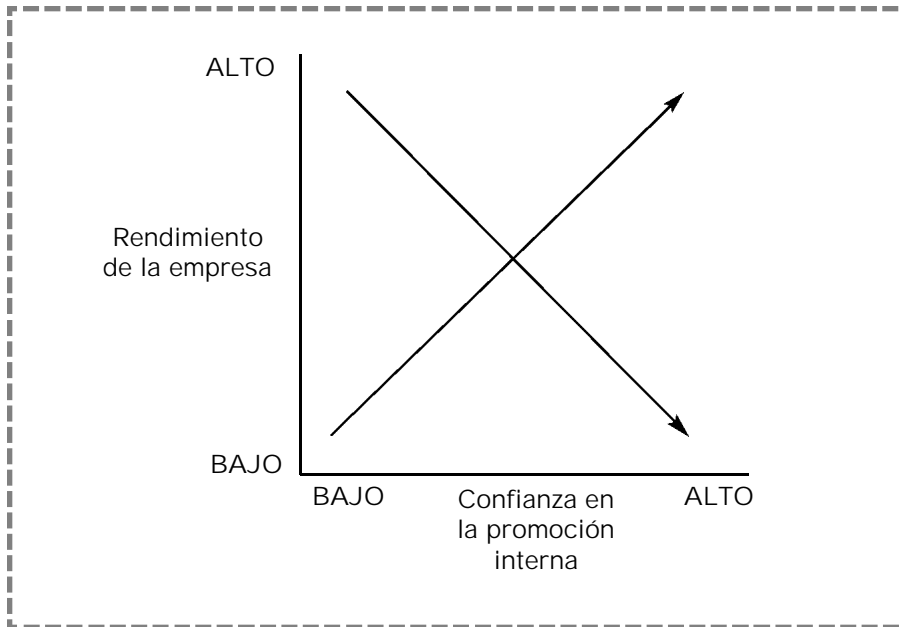 ALTO
Rendimiento
de la empresa
BAJO
BAJO
Confianza en
la promoción
interna
ALTO